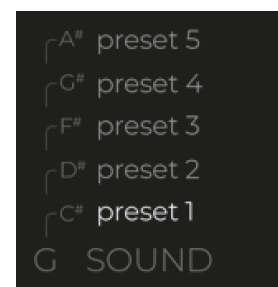 A# preset 5
G# preset 4
F# preset 3
D# preset 2
C# preset 1
G SOUND